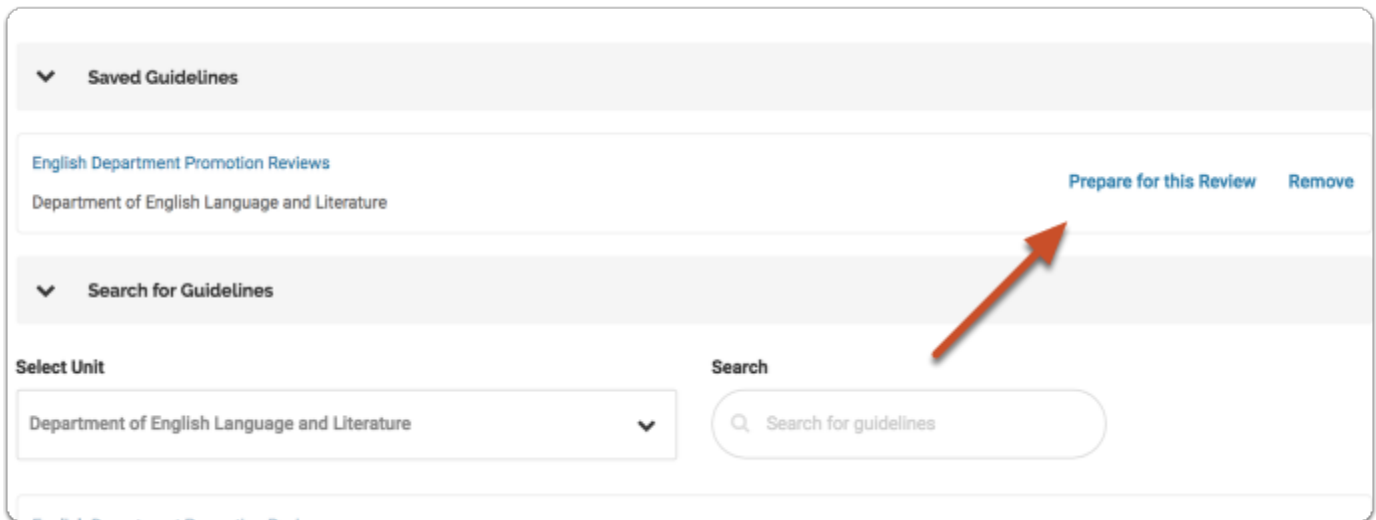 Saved Guidelines
English Department Promotion Reviews
Department of English Language and Literature
Prepare for this Review Remove
Search for Guidelines
Select Unit
Department of English Language and Literature
Search
Search for guidelines